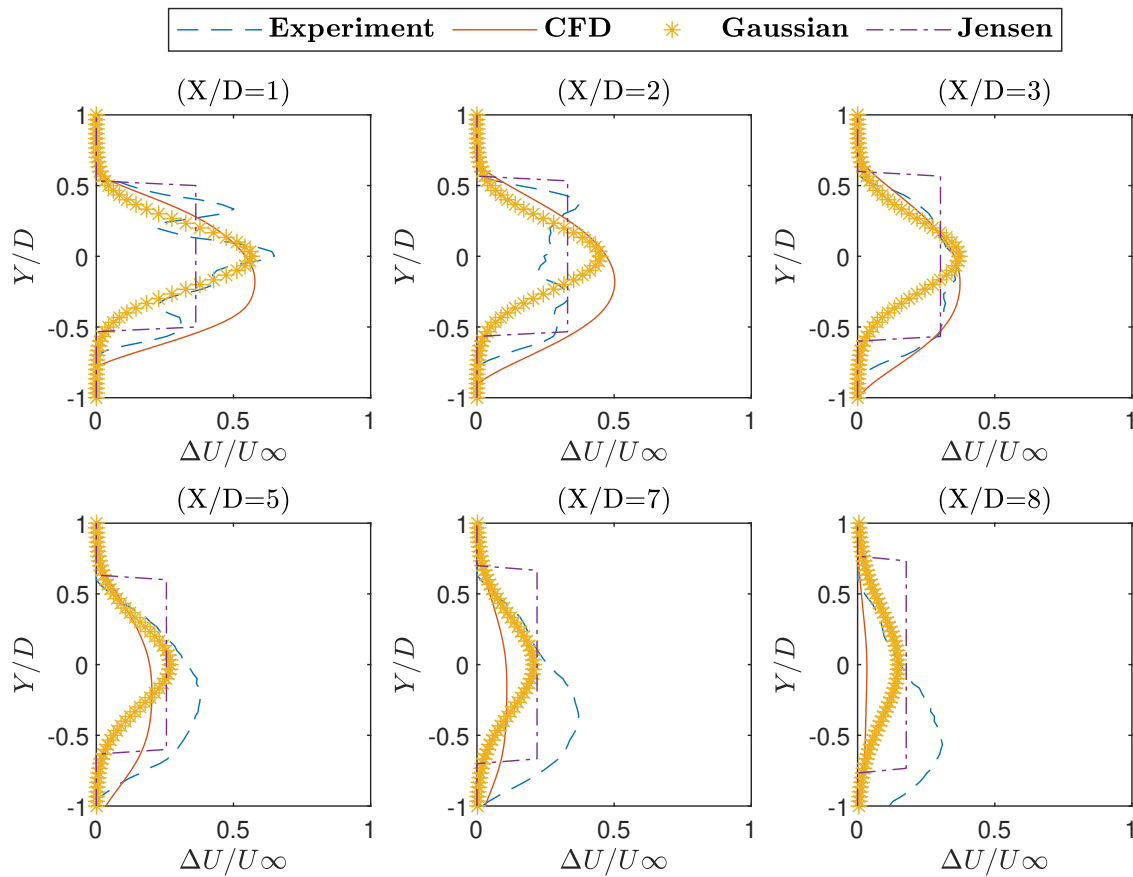 Experiment CFD Gaussian Jensen
(X/D=1) (X/D=2) (X/D=3)
1 1 1
0.5 0.5 0.5
Y/D 0 Y/D 0 Y/D 0
-0.5 -0.5 -0.5
-1 -1 -1
0 0.5 1 0 0.5 1 0 0.5 1
ΔU/U∞ ΔU/U∞ ΔU/U∞
(X/D=5) (X/D=7) (X/D=8)
1 1 1
0.5 0.5 0.5
Y/D 0 Y/D 0 Y/D 0
-0.5 -0.5 -0.5
-1 -1 -1
0 0.5 1 0 0.5 1 0 0.5 1
ΔU/U∞ ΔU/U∞ ΔU/U∞